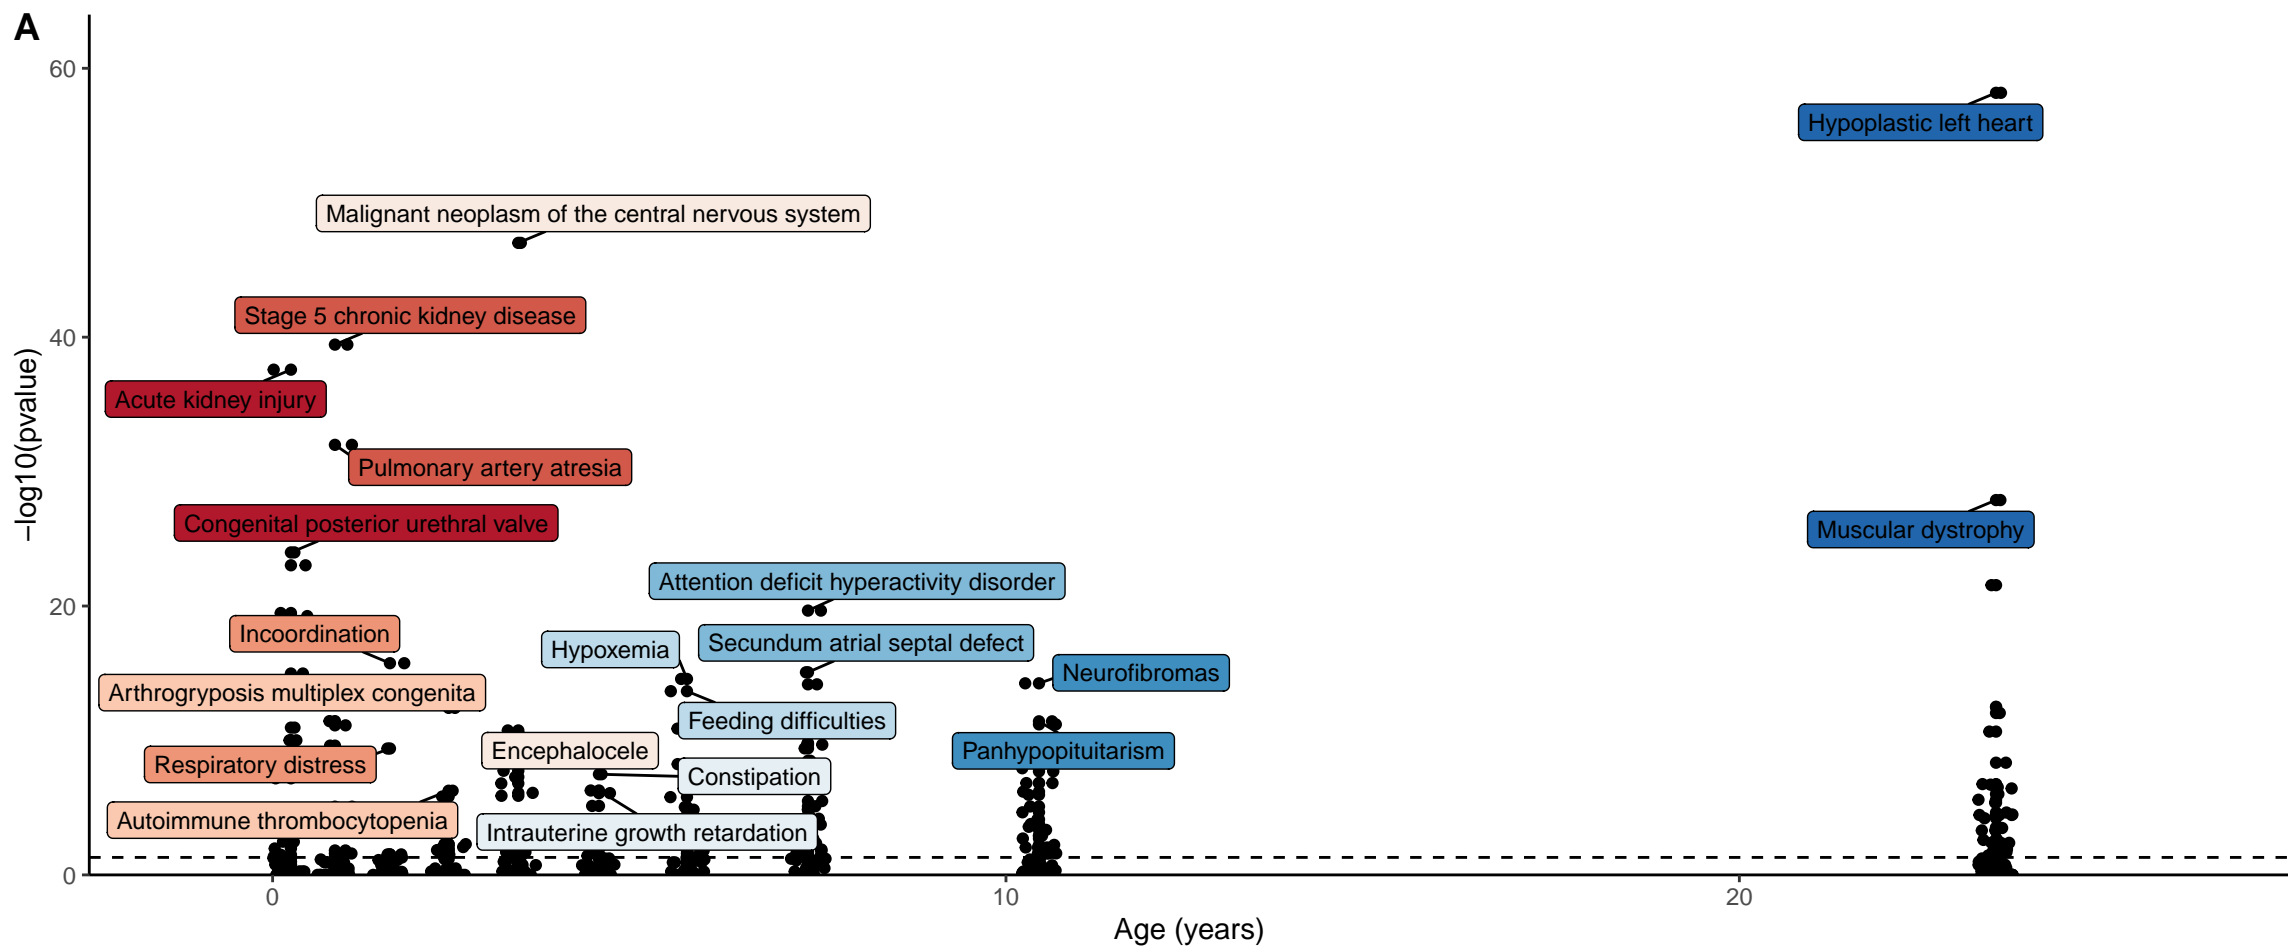 A
60
Hypoplastic left heart
Malignant neoplasm of the central nervous system
Stage 5 chronic kidney disease
40
Acute kidney injury
Pulmonary artery atresia
Congenital posterior urethral valve
Muscular dystrophy
Attention deficit hyperactivity disorder
20
Incoordination
Hypoxemia
Secundum atrial septal defect
Neurofibromas
Arthrogryposis multiplex congenita
Feeding difficulties
Encephalocele
Panhypopituitarism
Respiratory distress
Constipation
Autoimmune thrombocytopenia
Intrauterine growth retardation
0
−log10(pvalue)
0
10
20
Age (years)